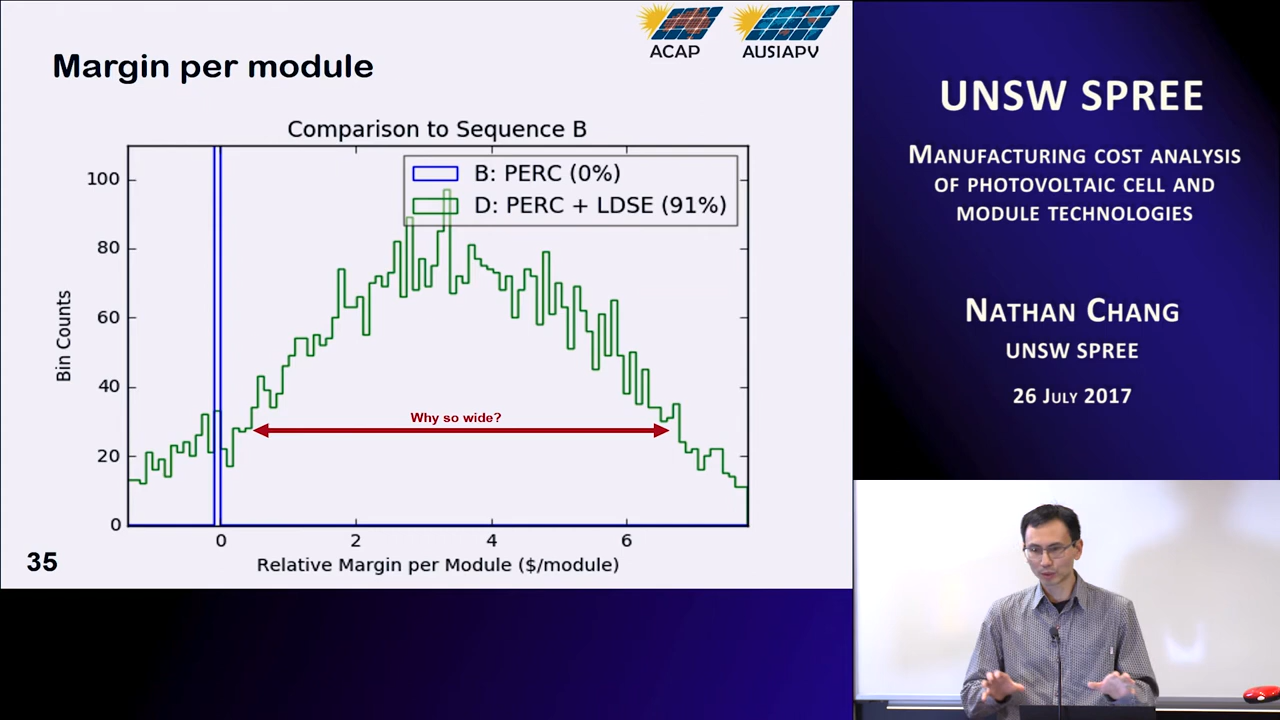 ACAP
AUSIAPV
Margin per module
Comparison to Sequence B
B: PERC (0%)
D: PERC + LDSE (91%)
Why so wide?
Bin Counts
100
80
60
40
20
0
0 2 4 6
Relative Margin per Module ($/module)
35
UNSW SPREE
MANUFACTURING COST ANALYSIS
OF PHOTOVOLTAIC CELL AND
MODULE TECHNOLOGIES
NATHAN CHANG
UNSW SPREE
26 JULY 2017